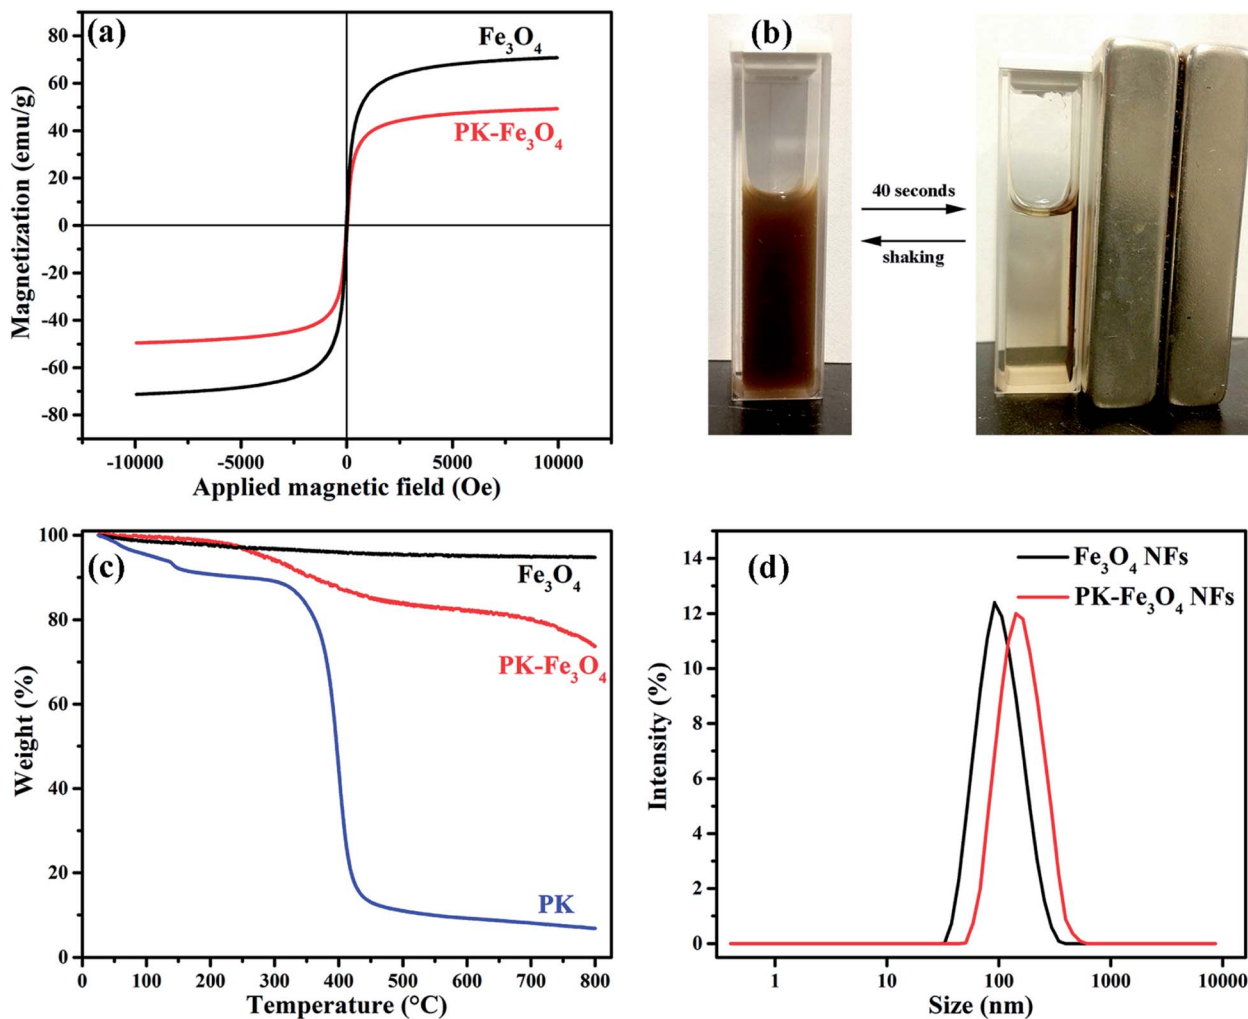 (a)
Fe₃O₄
PK-Fe₃O₄
Magnetization (emu/g)
80
60
40
20
0
-20
-40
-60
-80
-10000 -5000 0 5000 10000
Applied magnetic field (Oe)
(b)
40 seconds
shaking
(c)
Fe₃O₄
PK-Fe₃O₄
PK
Weight (%)
100
80
60
40
20
0
0 100 200 300 400 500 600 700 800
Temperature (°C)
(d)
Fe₃O₄ NFs
PK-Fe₃O₄ NFs
Intensity (%)
14
12
10
8
6
4
2
0
1 10 100 1000 10000
Size (nm)